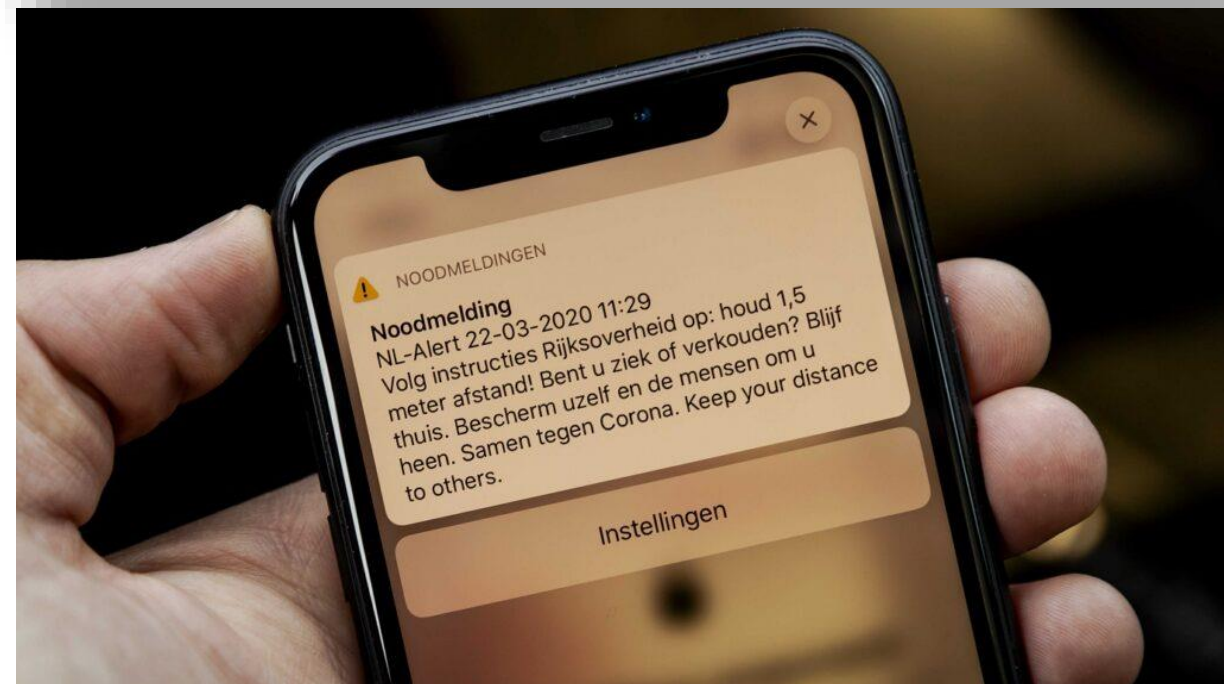 NOODMELDINGEN
Noodmelding
NL-Alert 22-03-2020 11:29
Volg instructies Rijksoverheid op: houd 1,5
meter afstand! Bent u ziek of verkouden? Blijf
thuis. Bescherm uzelf en de mensen om u
heen. Samen tegen Corona. Keep your distance
to others.
Instellingen